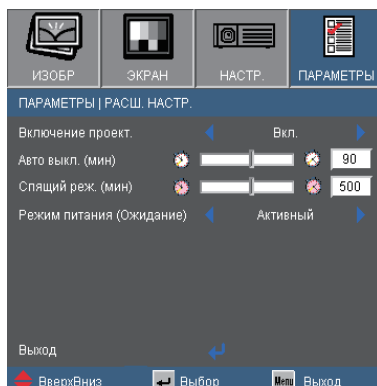 ИЗОБР ЭКРАН НАСТР. ПАРАМЕТРЫ
ПАРАМЕТРЫ | РАСШ. НАСТР.
Включение проект. Вкл.
Авто выкл. (мин) 90
Спящий реж. (мин) 500
Режим питания (Ожидание) Активный
Выход
ВверхВниз Выбор Menu Выход